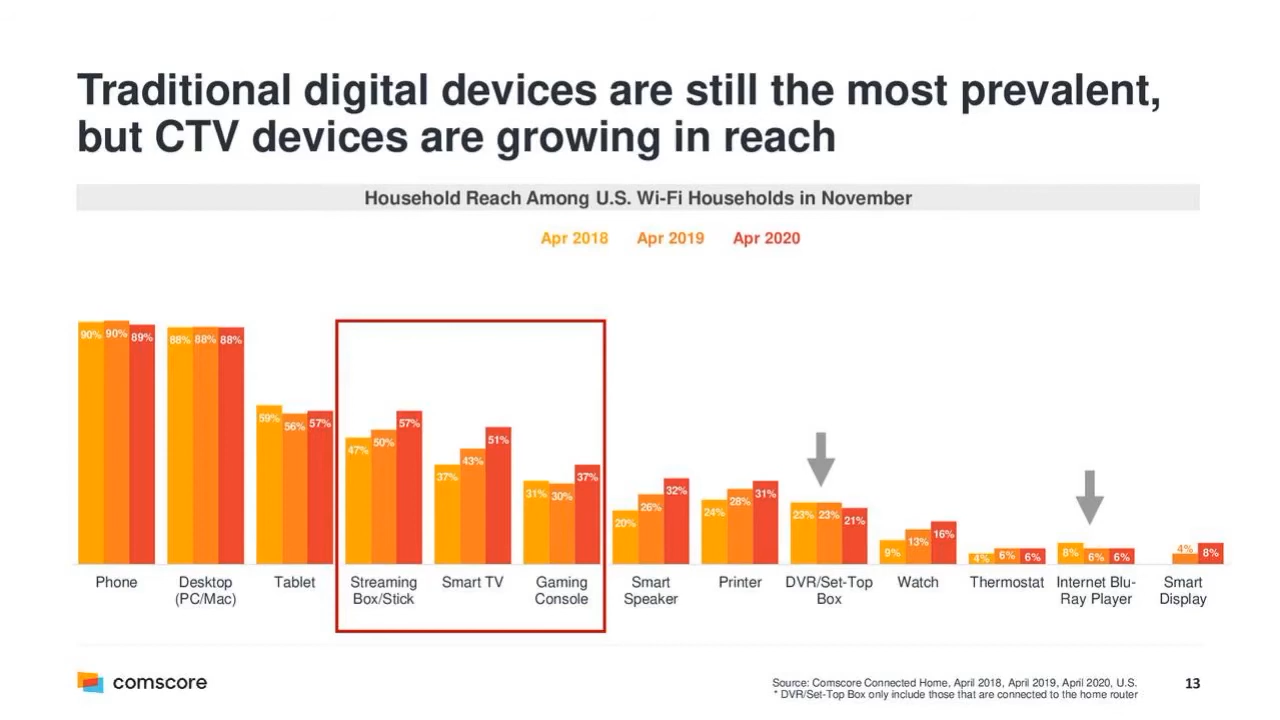 Traditional digital devices are still the most prevalent,
but CTV devices are growing in reach
Household Reach Among U.S. Wi-Fi Households in November
Apr 2018 Apr 2019 Apr 2020
90% 90% 89%
88% 88% 88%
59% 56% 57%
47% 50% 57%
37% 43% 51%
31% 30% 37%
20% 26% 32%
24% 28% 31%
23% 23% 21%
9% 13% 16%
4% 6% 6%
8% 6% 6%
4% 8%
Phone
Desktop
(PC/Mac)
Tablet
Streaming
Box/Stick
Smart TV
Gaming
Console
Smart
Speaker
Printer
DVR/Set-Top
Box
Watch
Thermostat
Internet Blu-
Ray Player
Smart
Display
comscore
Source: Comscore Connected Home, April 2018, April 2019, April 2020, U.S.
* DVR/Set-Top Box only include those that are connected to the home router
13